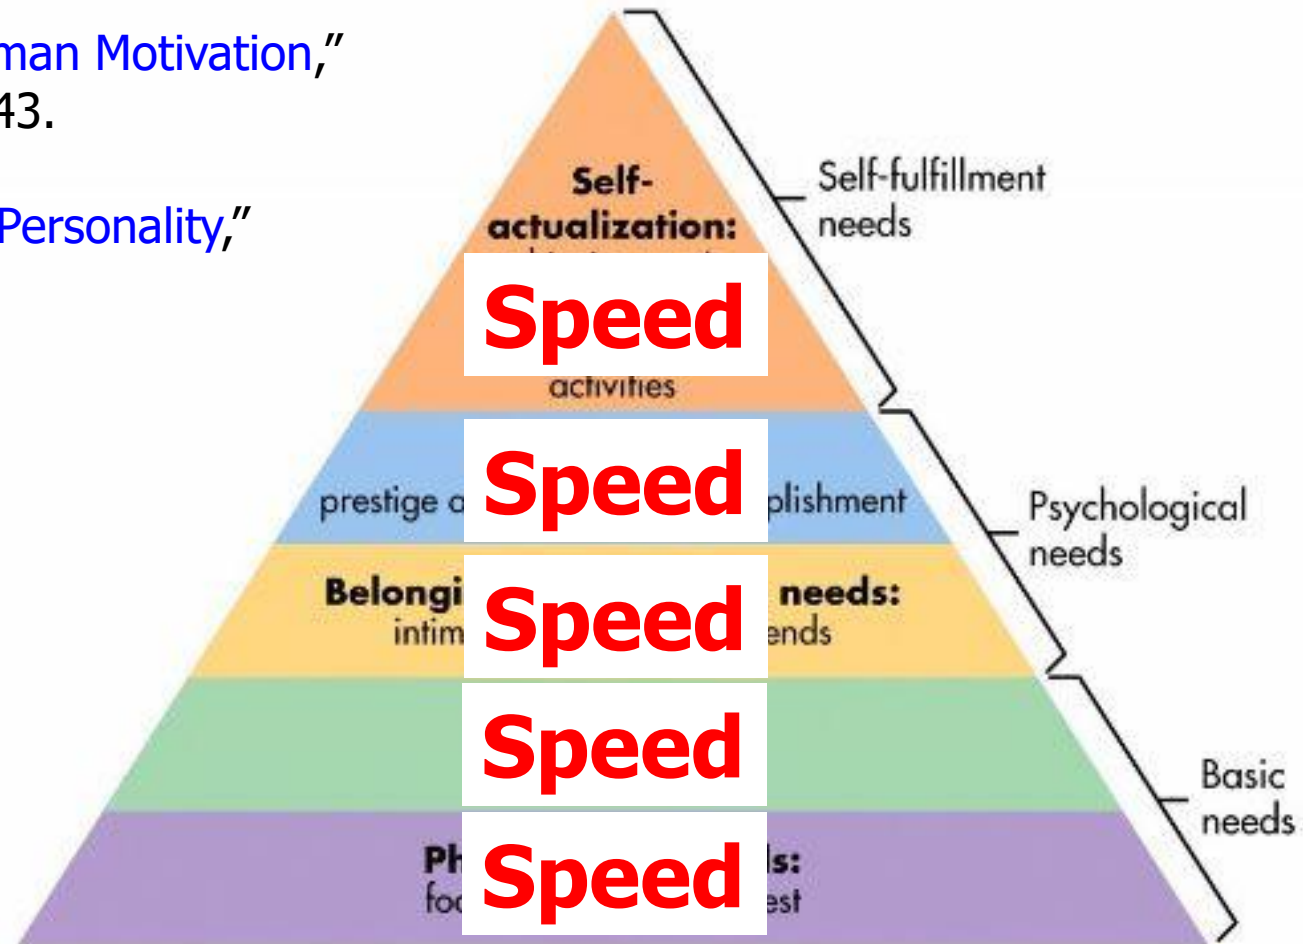 man Motivation,”
43.
Personality,”
Self-
actualization:
Speed
activities
Self-fulfillment
needs
prestige
Speed
plishment
Psychological
needs
Belongi
Speed
needs:
intim
ends
Speed
Basic
needs
Ph
Speed
s:
foo
est